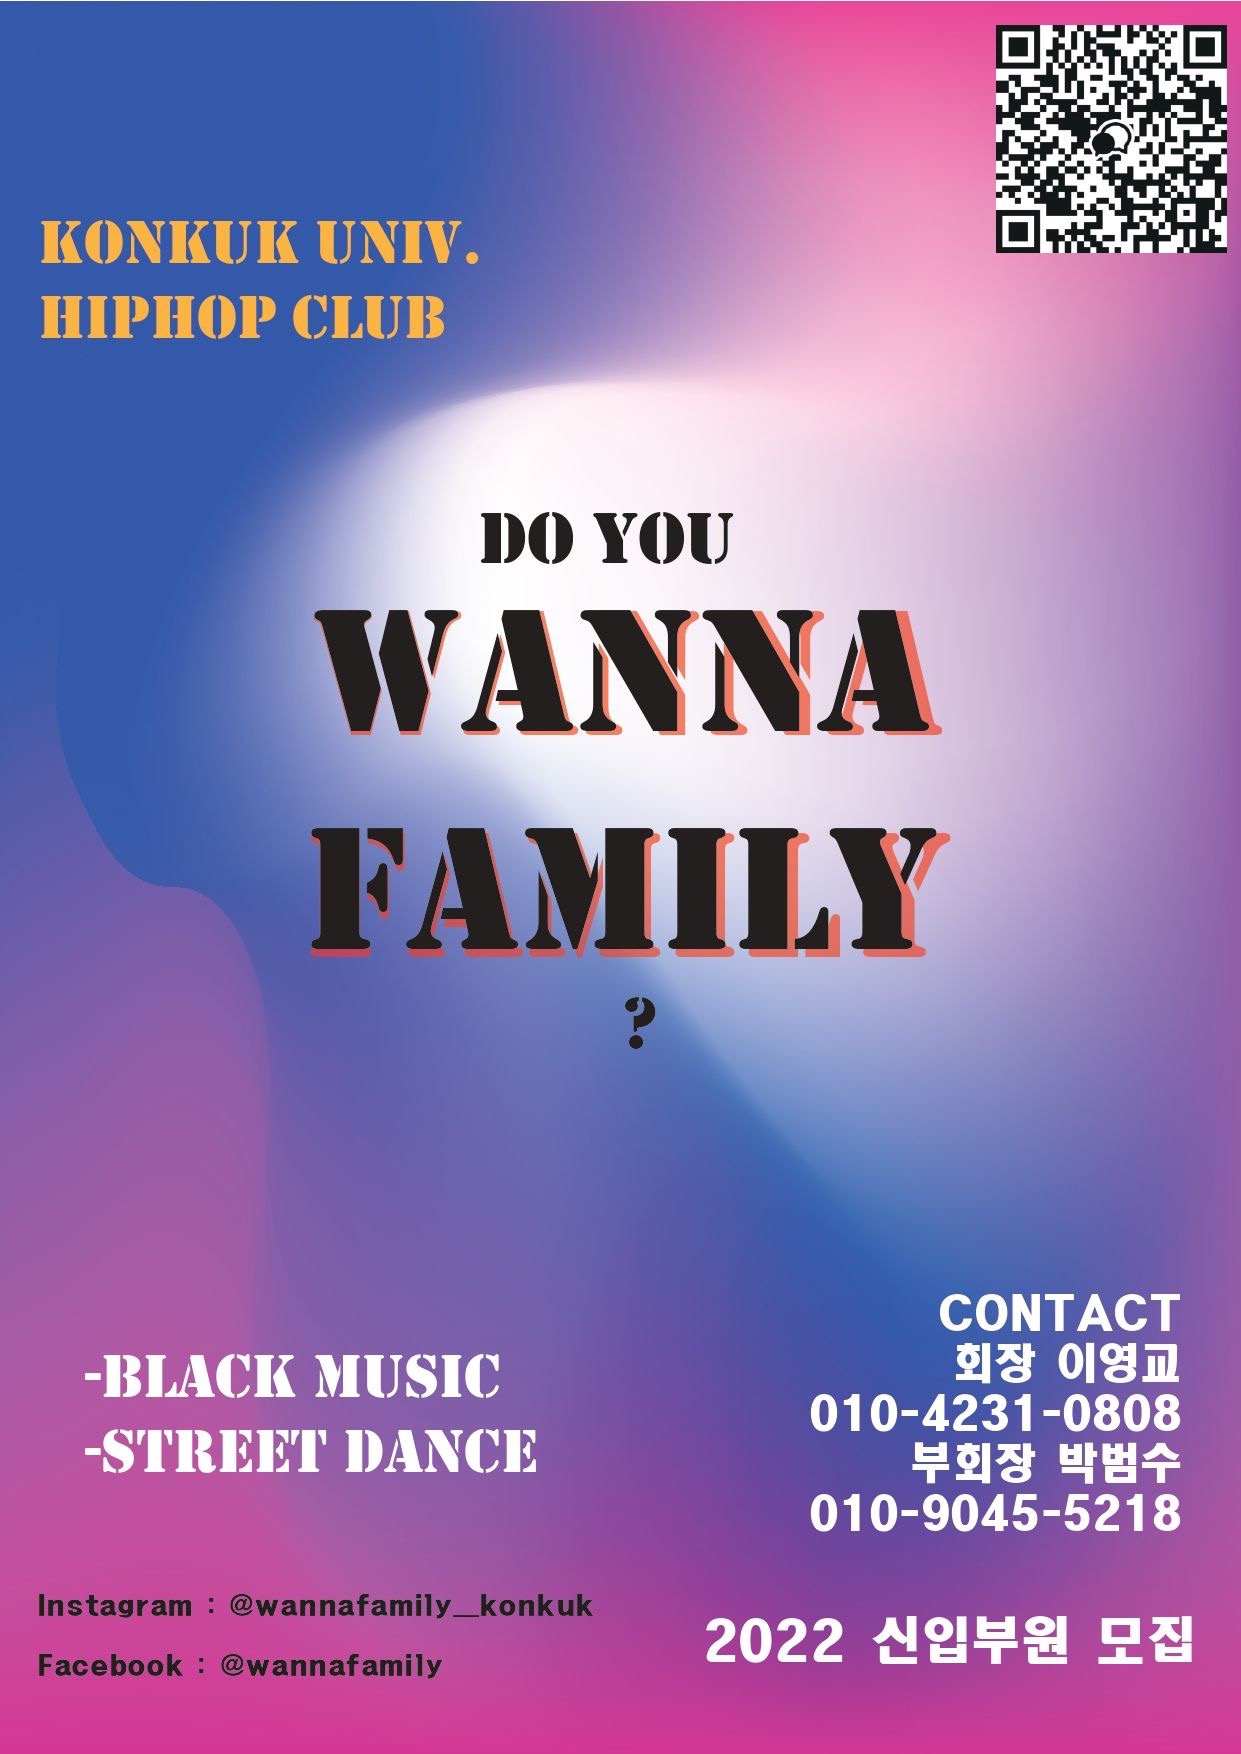 KONKUK UNIV.
HIPHOP CLUB
DO YOU
WANNA
FAMILY
?
-BLACK MUSIC
-STREET DANCE
CONTACT
회장 이영교
010-4231-0808
부회장 박범수
010-9045-5218
Instagram : @wannafamily_konkuk
Facebook : @wannafamily
2022 신입부원 모집